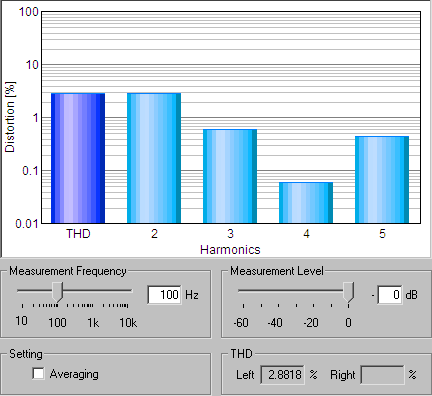 100
10
1
0.1
0.01
Distortion [%]
THD 2 3 4 5
Harmonics
Measurement Frequency
100 Hz
10 100 1k 10k
Measurement Level
- 0 dB
-60 -40 -20 0
Setting
Averaging
THD
Left 2.8818 % Right %